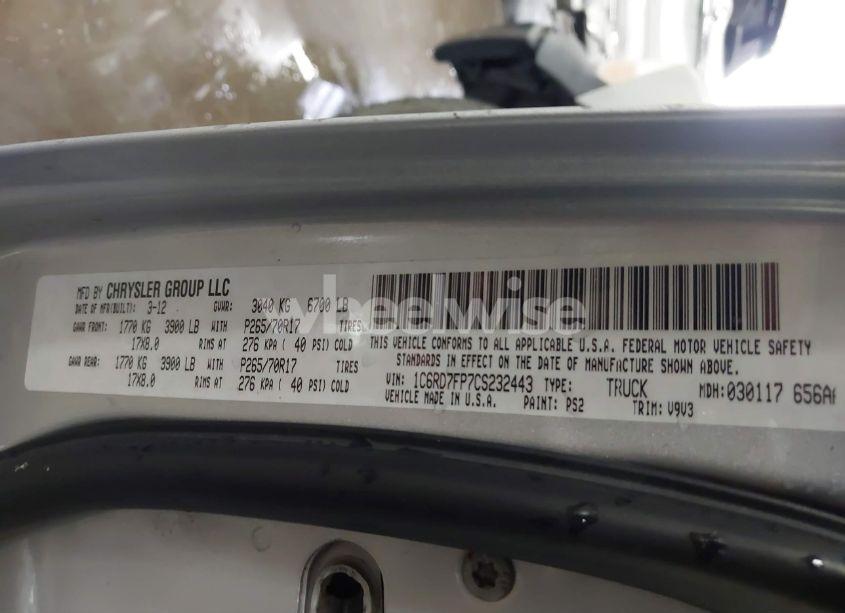 MFD BY CHRYSLER GROUP LLC
DATE OF MFR(BUILT): 3-12 GVWR: 3040 KG 6700 LB
GAWR FRONT: 1770 KG 3900 LB WITH P265/70R17 TIRES
17X8.0 RIMS AT 276 KPA ( 40 PSI) COLD
GAWR REAR: 1770 KG 3900 LB WITH P265/70R17 TIRES
17X8.0 RIMS AT 276 KPA ( 40 PSI) COLD
THIS VEHICLE CONFORMS TO ALL APPLICABLE U.S.A. FEDERAL MOTOR VEHICLE SAFETY
STANDARDS IN EFFECT ON THE DATE OF MANUFACTURE SHOWN ABOVE.
VIN: 1C6RD7FP7CS232443 TYPE: TRUCK MDH:030117 656A
VEHICLE MADE IN U.S.A. PAINT: PS2 TRIM: V9V3
wheelwise